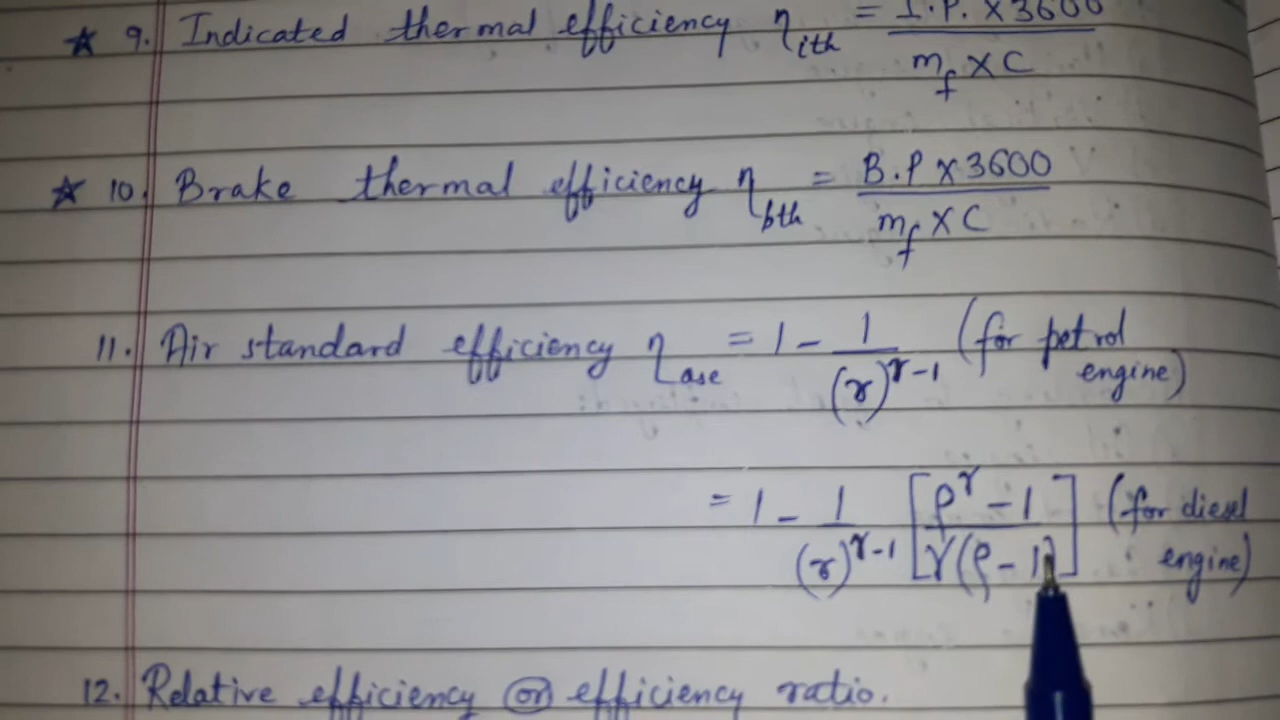 ★ 9. Indicated thermal efficiency η_ith = I.P. × 3600 / m_f × C
★ 10. Brake thermal efficiency η_bth = B.P × 3600 / m_f × C
11. Air standard efficiency η_ase = 1 - 1 / (r)^γ-1 (for petrol
engine)
= 1 - 1 / (r)^γ-1 [ρ^γ - 1 / γ(ρ - 1)] (for diesel
engine)
12. Relative efficiency (or) efficiency ratio.